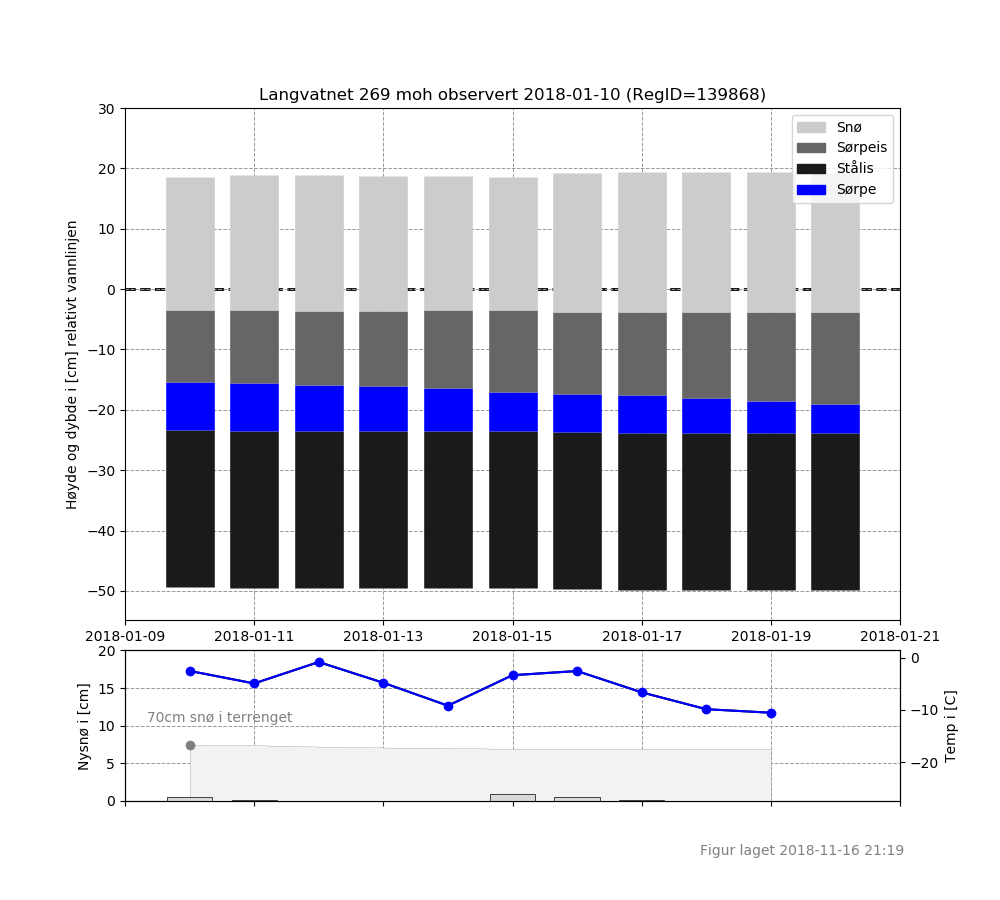 Langvatnet 269 moh observert 2018-01-10 (RegID=139868)
Høyde og dybde i [cm] relativt vannlinjen
30
20
10
0
−10
−20
−30
−40
−50
Snø
Sørpeis
Stålis
Sørpe
2018-01-09
2018-01-11
2018-01-13
2018-01-15
2018-01-17
2018-01-19
2018-01-21
Nysnø i [cm]
20
15
10
5
0
70cm snø i terrenget
0
−10
−20
Temp i [C]
Figur laget 2018-11-16 21:19